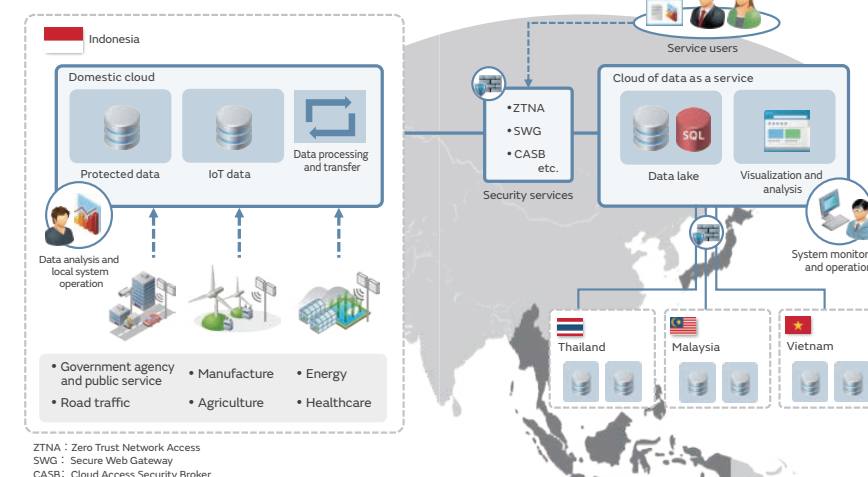 Indonesia
Domestic cloud
Protected data
IoT data
Data processing
and transfer
Data analysis and
local system
operation
• Government agency
and public service
• Manufacture
• Energy
• Road traffic
• Agriculture
• Healthcare
ZTNA : Zero Trust Network Access
SWG : Secure Web Gateway
CASB : Cloud Access Security Broker
Service users
•ZTNA
•SWG
•CASB
etc.
Security services
Cloud of data as a service
SQL
Data lake
Visualization and
analysis
System monitor
and operation
Thailand
Malaysia
Vietnam